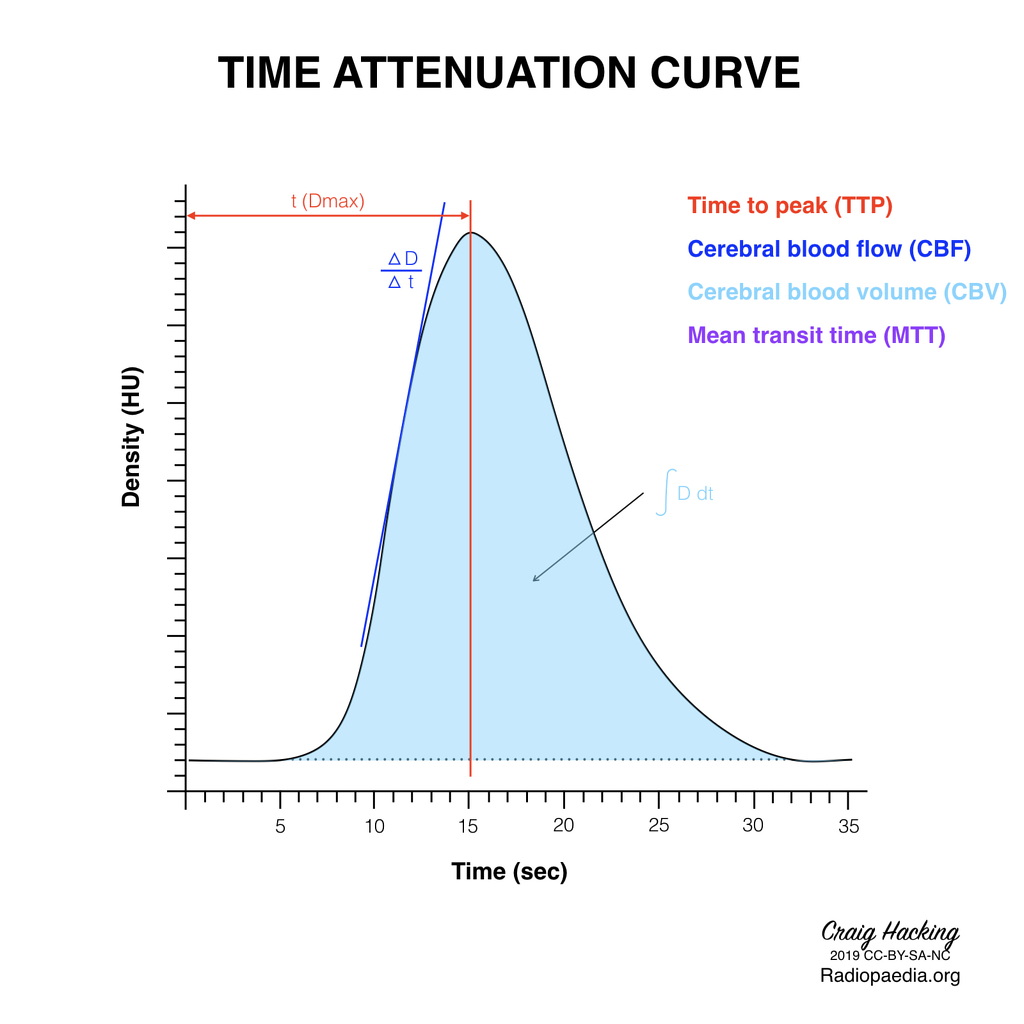 TIME ATTENUATION CURVE
t (Dmax)
Time to peak (TTP)
Cerebral blood flow (CBF)
Cerebral blood volume (CBV)
Mean transit time (MTT)
Δ D
Δ t
Density (HU)
∫ D dt
5 10 15 20 25 30 35
Time (sec)
Craig Hacking
2019 CC-BY-SA-NC
Radiopaedia.org